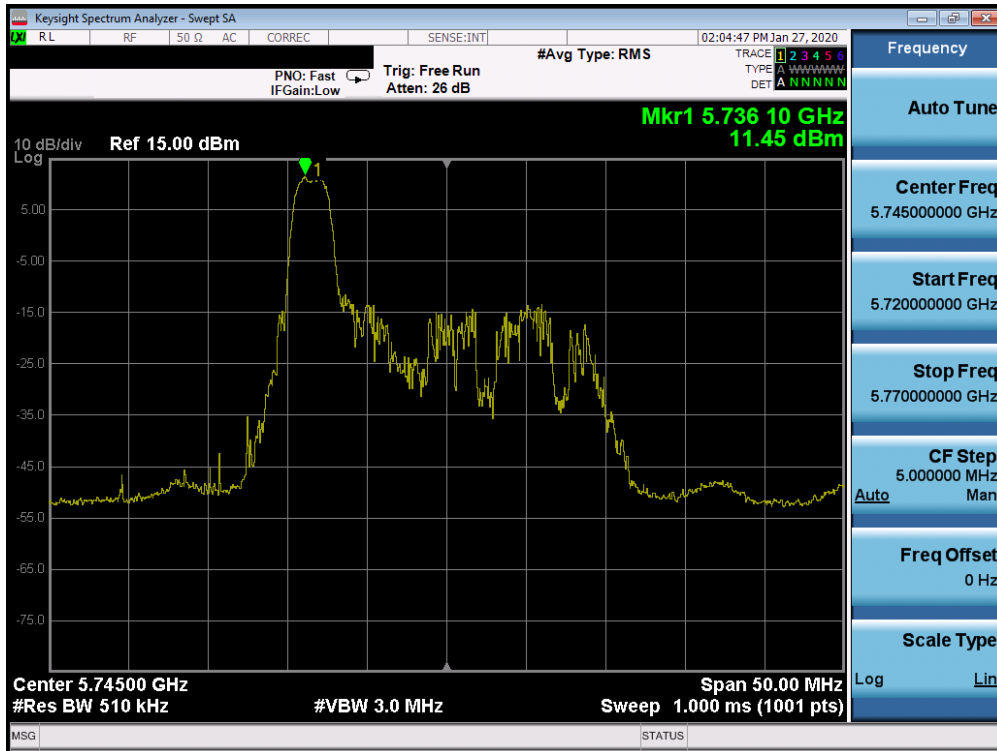 Keysight Spectrum Analyzer - Swept SA
LXI RL RF 50 Ω AC CORREC SENSE:INT 02:04:47 PM Jan 27, 2020
#Avg Type: RMS
TRACE 1 2 3 4 5 6
TYPE A WWWWW
DET A N N N N N
PNO: Fast
IFGain:Low
Trig: Free Run
Atten: 26 dB
Mkr1 5.736 10 GHz
11.45 dBm
10 dB/div Ref 15.00 dBm
Log
1
5.00
-5.00
-15.0
-25.0
-35.0
-45.0
-55.0
-65.0
-75.0
Center 5.74500 GHz Span 50.00 MHz
#Res BW 510 kHz #VBW 3.0 MHz Sweep 1.000 ms (1001 pts)
MSG STATUS
Frequency
Auto Tune
Center Freq
5.745000000 GHz
Start Freq
5.720000000 GHz
Stop Freq
5.770000000 GHz
CF Step
5.000000 MHz
Auto Man
Freq Offset
0 Hz
Scale Type
Log Lin